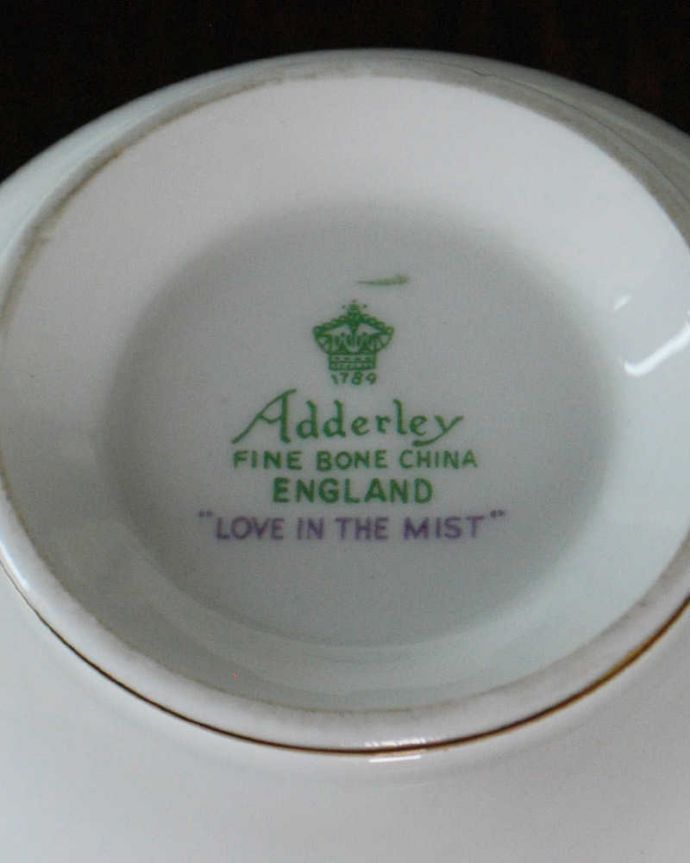 1789
Adderley
FINE BONE CHINA
ENGLAND
"LOVE IN THE MIST"